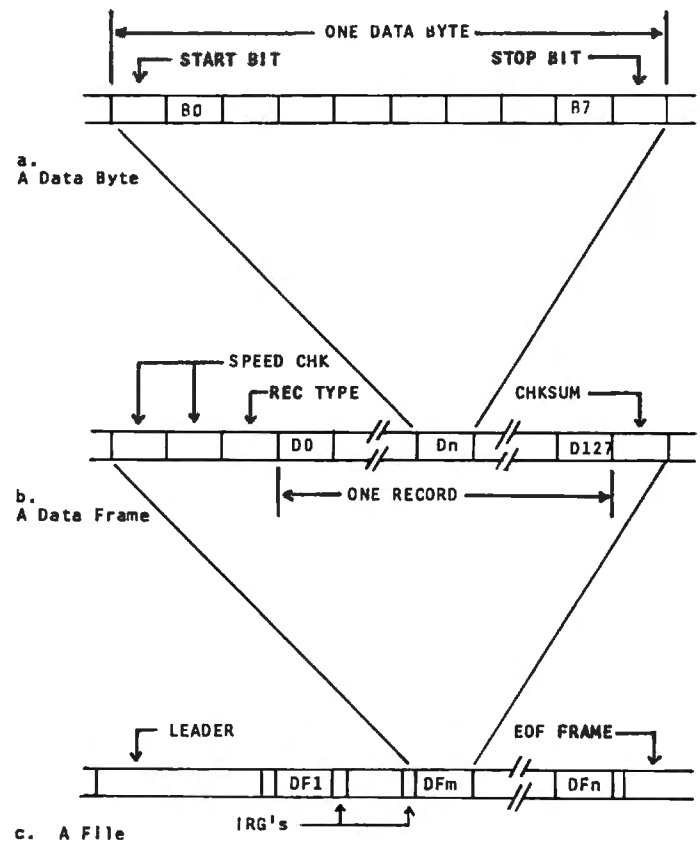 ONE DATA BYTE
START BIT
STOP BIT
B0
B7
a.
A Data Byte
SPEED CHK
REC TYPE
CHKSUM
D0
Dn
D127
ONE RECORD
b.
A Data Frame
LEADER
EOF FRAME
DF1
DFm
DFn
IRG's
c. A File